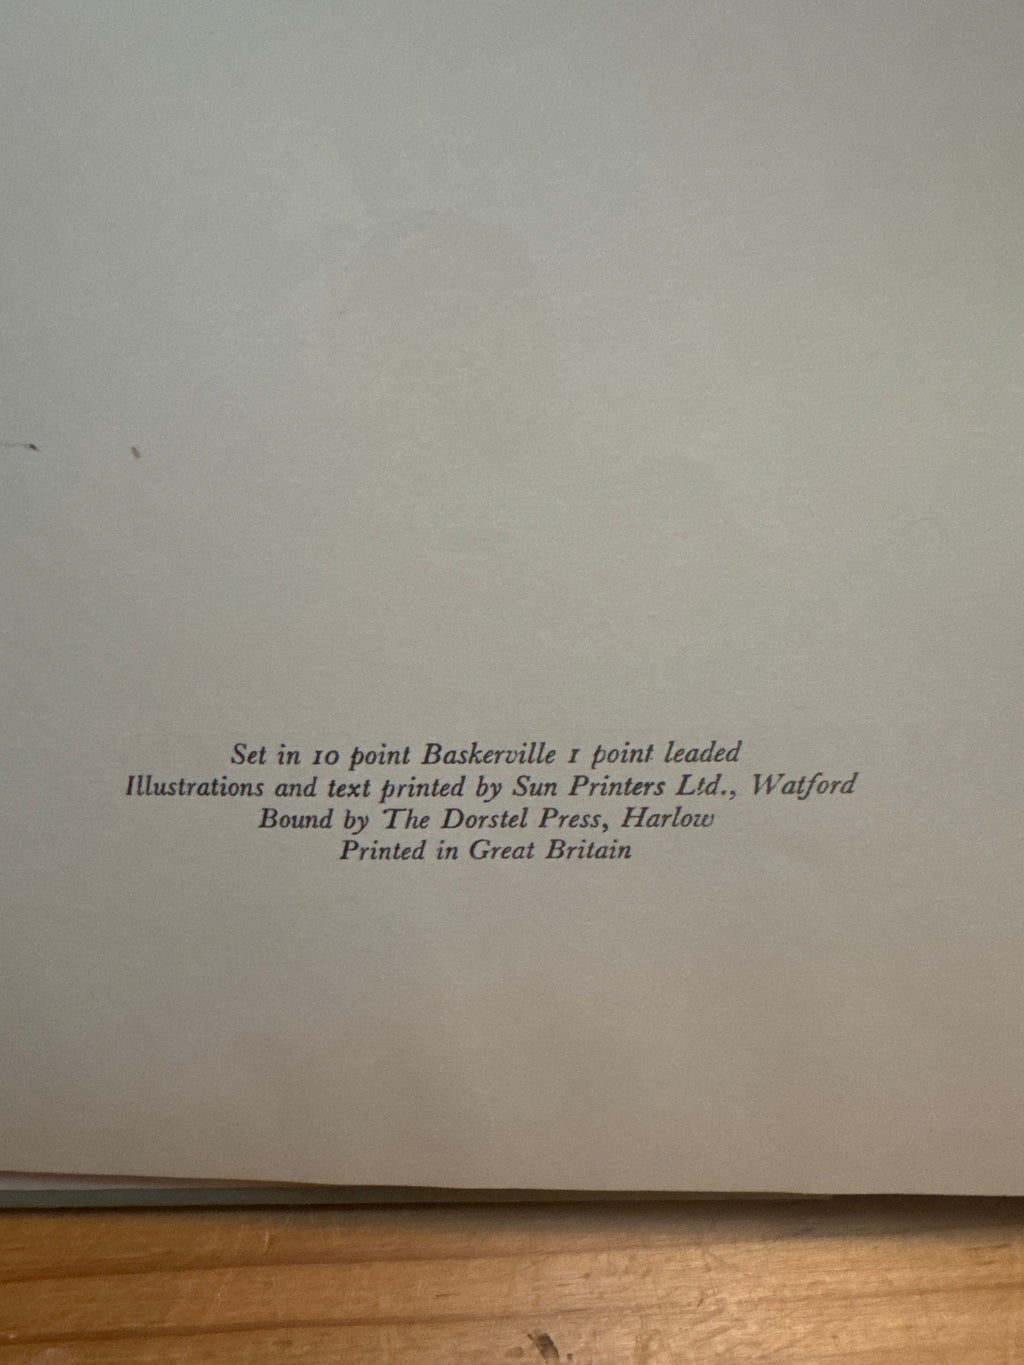 Set in 10 point Baskerville 1 point leaded
Illustrations and text printed by Sun Printers Ltd., Watford
Bound by The Dorstel Press, Harlow
Printed in Great Britain